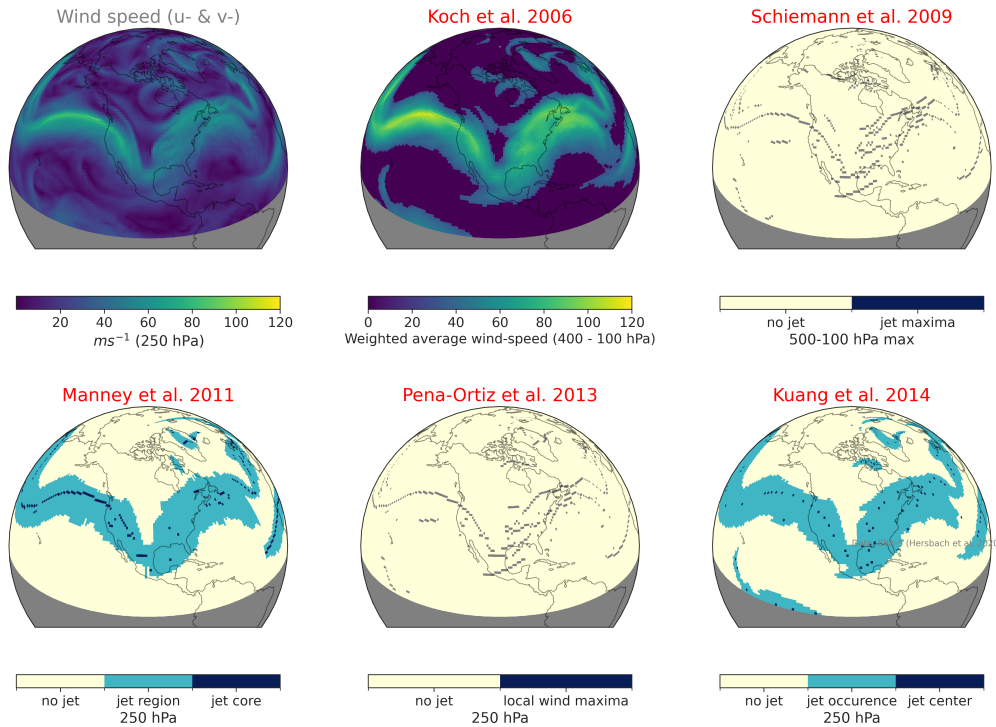 Wind speed (u- & v-)
Koch et al. 2006
Schiemann et al. 2009
20 40 60 80 100 120
ms⁻¹ (250 hPa)
0 20 40 60 80 100 120
Weighted average wind-speed (400 - 100 hPa)
no jet jet maxima
500-100 hPa max
Manney et al. 2011
Pena-Ortiz et al. 2013
Kuang et al. 2014
(Hersbach et al. 2020
no jet jet region jet core
250 hPa
no jet local wind maxima
250 hPa
no jet jet occurence jet center
250 hPa